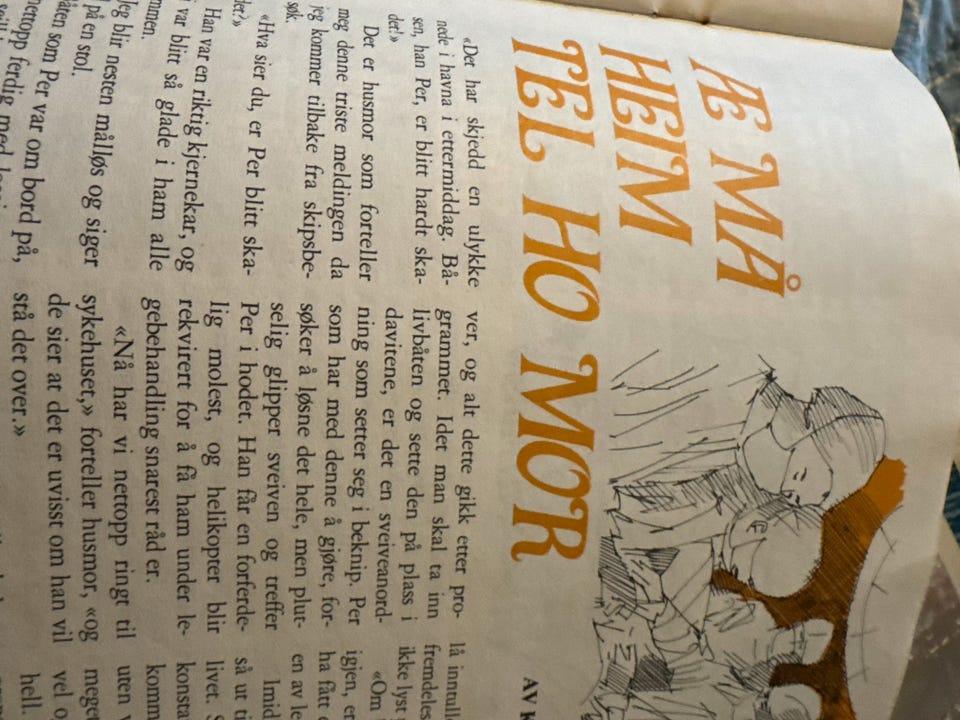 Æ MÅ
HEIM
TEL HO MOR
AV
«Det har skjedd en ulykke
nede i havna i ettermiddag. Bå-
sen, han Per, er blitt hardt ska-
det!»
Det er husmor som forteller
meg denne triste meldingen da
jeg kommer tilbake fra skipsbe-
søk.
«Hva sier du, er Per blitt ska-
de?»
Han var en riktig kjernekar, og
var blitt så glade i ham alle
mmen.
Jeg blir nesten målløs og siger
på en stol.
båten som Per var om bord på,
nettopp ferdig med
ver, og alt dette gikk etter pro-
grammet. Idet man skal ta inn
livbåten og sette den på plass i
davitene, er det en sveiveanord-
ning som setter seg i beknip. Per
som har med denne å gjøre, for-
søker å løsne det hele, men plut-
selig glipper sveiven og treffer
Per i hodet. Han får en forferde-
lig molest, og helikopter blir
rekvirert for å få ham under le-
gebehandling snarest råd er.
«Nå har vi nettopp ringt til
sykehuset,» forteller husmor, «og
de sier at det er uvisst om han vil
stå det over.»
lå inntulle
fremdeles
«Om
ikke lyst
igjen, er
ha fått
en av le
Imid
så ut ti
livet.
konsta
komm
uten v
meget
vel
hell.